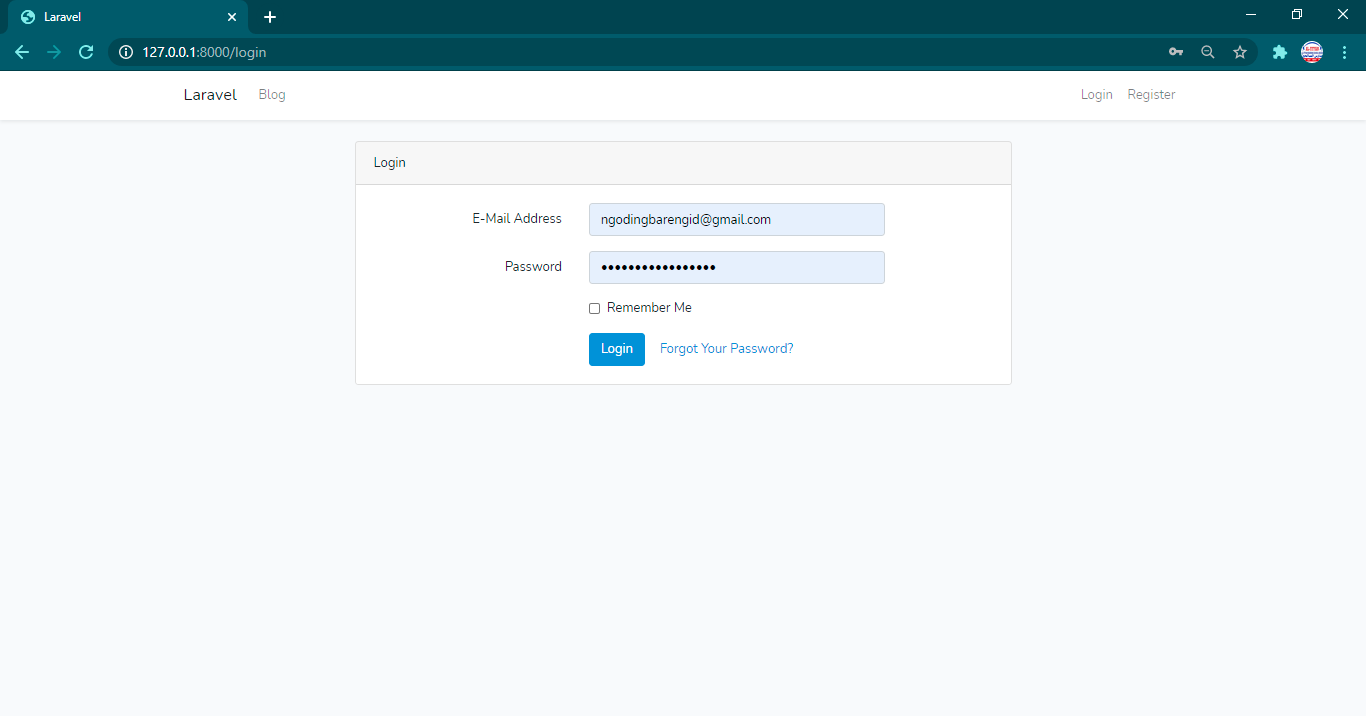 Laravel
127.0.0.1:8000/login
Laravel Blog Login Register
Login
E-Mail Address ngodingbarengid@gmail.com
Password •••••••••••••••••
Remember Me
Login Forgot Your Password?